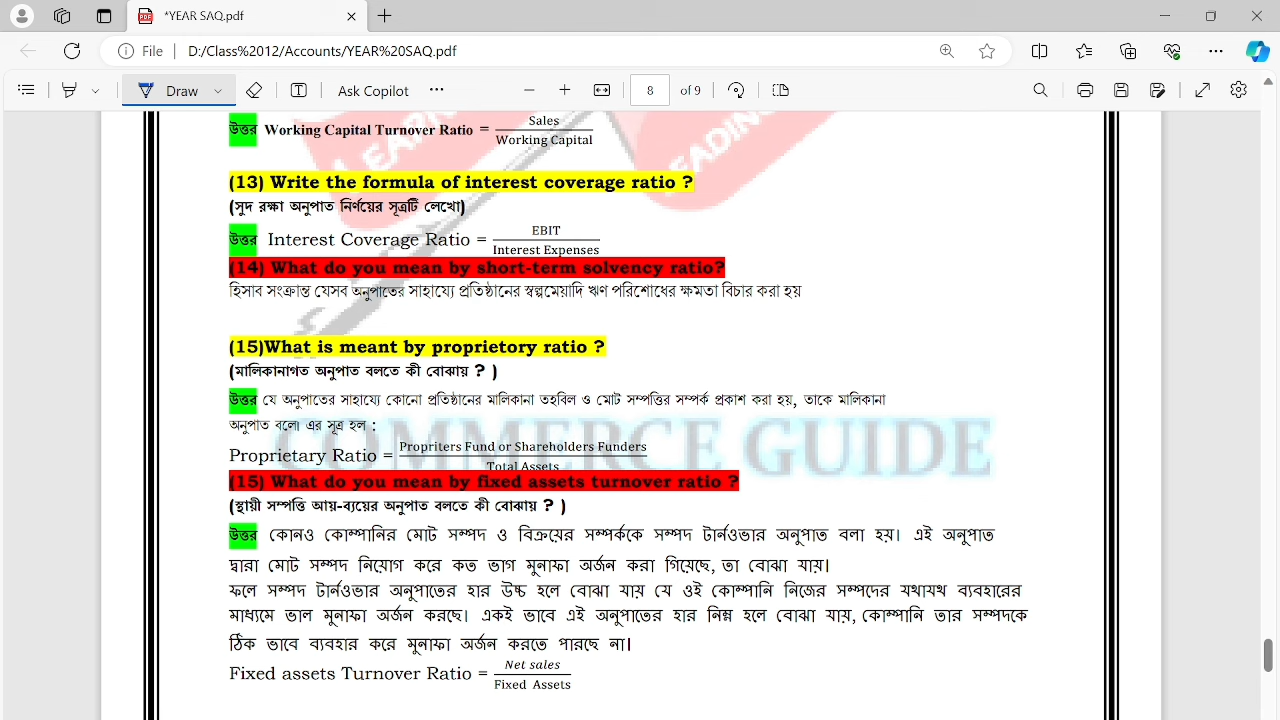 *YEAR SAQ.pdf
File | D:/Class%2012/Accounts/YEAR%20SAQ.pdf
Draw Ask Copilot 8 of 9
উত্তর Working Capital Turnover Ratio = Sales / Working Capital
(13) Write the formula of interest coverage ratio ?
(সুদ রক্ষা অনুপাত নির্ণয়ের সূত্রটি লেখো)
উত্তর Interest Coverage Ratio = EBIT / Interest Expenses
(14) What do you mean by short-term solvency ratio?
হিসাব সংক্রান্ত যেসব অনুপাতের সাহায্যে প্রতিষ্ঠানের স্বল্পমেয়াদি ঋণ পরিশোধের ক্ষমতা বিচার করা হয়
(15)What is meant by proprietory ratio ?
(মালিকানাগত অনুপাত বলতে কী বোঝায় ? )
উত্তর যে অনুপাতের সাহায্যে কোনো প্রতিষ্ঠানের মালিকানা তহবিল ও মোট সম্পত্তির সম্পর্ক প্রকাশ করা হয়, তাকে মালিকানা
অনুপাত বলে। এর সূত্র হল :
Proprietary Ratio = Propriters Fund or Shareholders Funders / Total Assets
COMMERCE GUIDE
(15) What do you mean by fixed assets turnover ratio ?
(স্থায়ী সম্পত্তি আয়-ব্যয়ের অনুপাত বলতে কী বোঝায় ? )
উত্তর কোনও কোম্পানির মোট সম্পদ ও বিক্রয়ের সম্পর্ককে সম্পদ টার্নওভার অনুপাত বলা হয়। এই অনুপাত
দ্বারা মোট সম্পদ নিয়োগ করে কত ভাগ মুনাফা অর্জন করা গিয়েছে, তা বোঝা যায়।
ফলে সম্পদ টার্নওভার অনুপাতের হার উচ্চ হলে বোঝা যায় যে ওই কোম্পানি নিজের সম্পদের যথাযথ ব্যবহারের
মাধ্যমে ভাল মুনাফা অর্জন করছে। একই ভাবে এই অনুপাতের হার নিম্ন হলে বোঝা যায়, কোম্পানি তার সম্পদকে
ঠিক ভাবে ব্যবহার করে মুনাফা অর্জন করতে পারছে না।
Fixed assets Turnover Ratio = Net sales / Fixed Assets